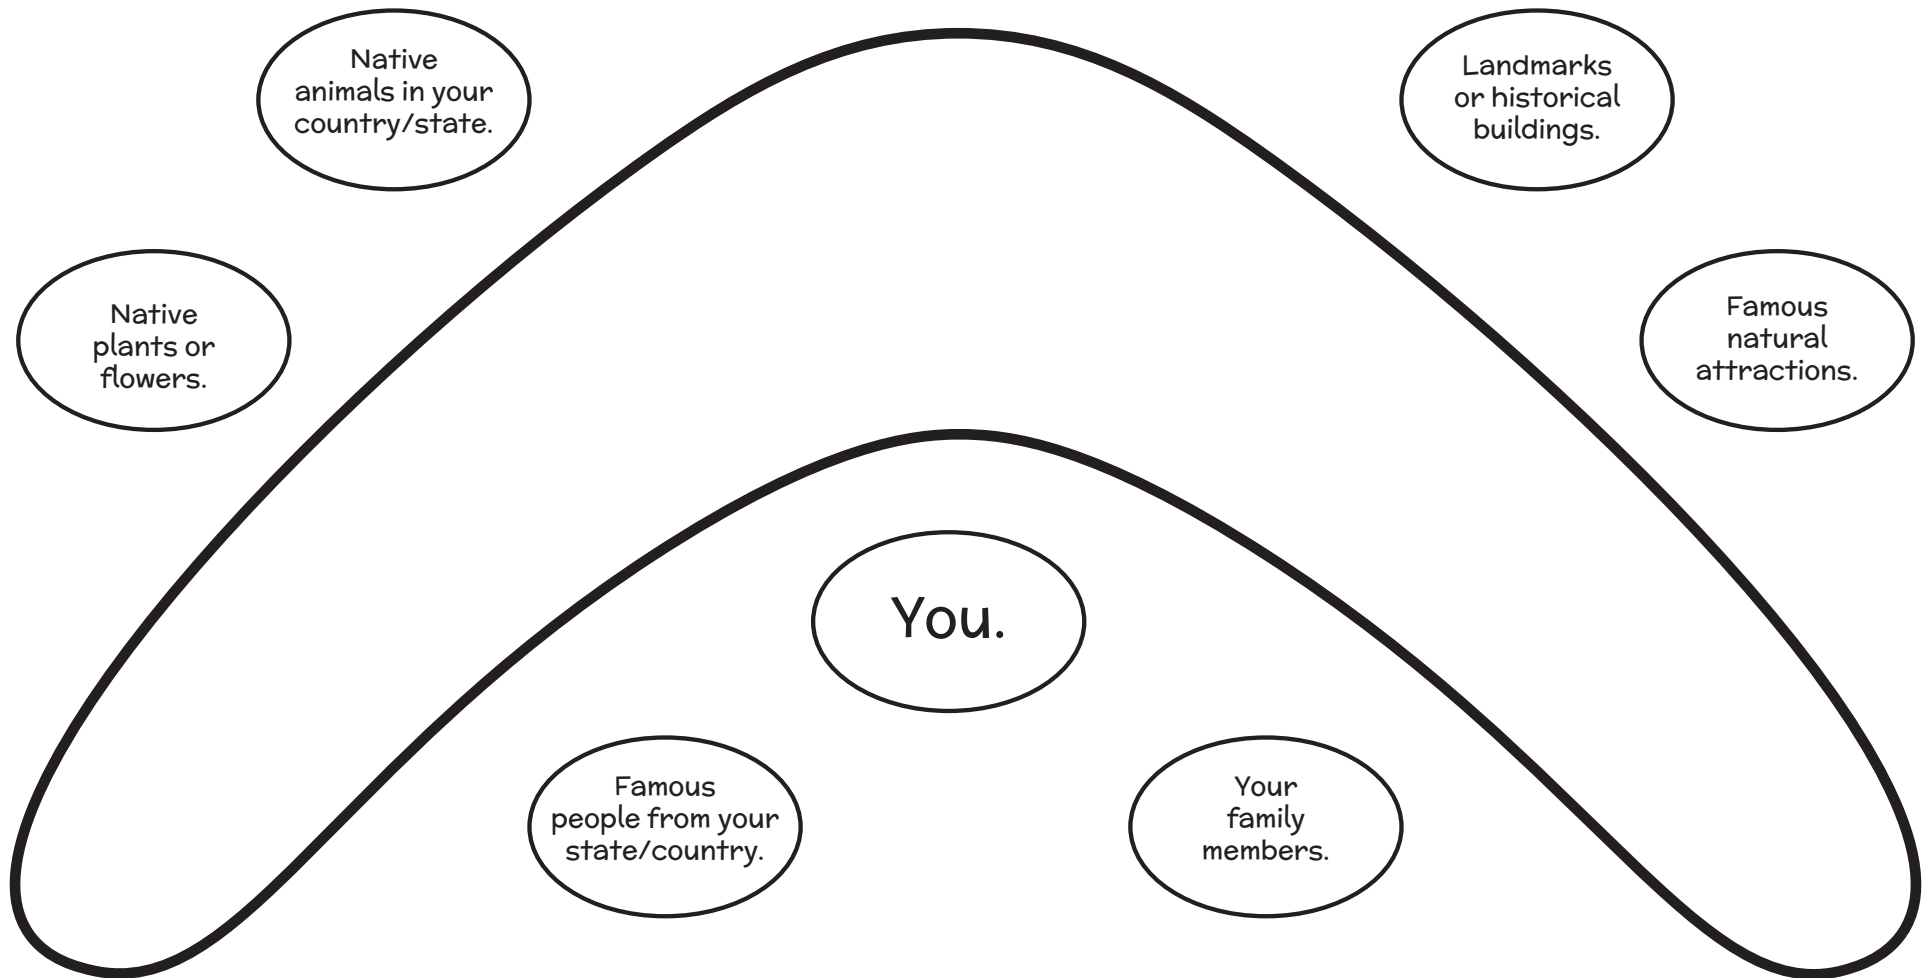 Native
animals in your
country/state.
Landmarks
or historical
buildings.
Native
plants or
flowers.
Famous
natural
attractions.
You.
Famous
people from your
state/country.
Your
family
members.